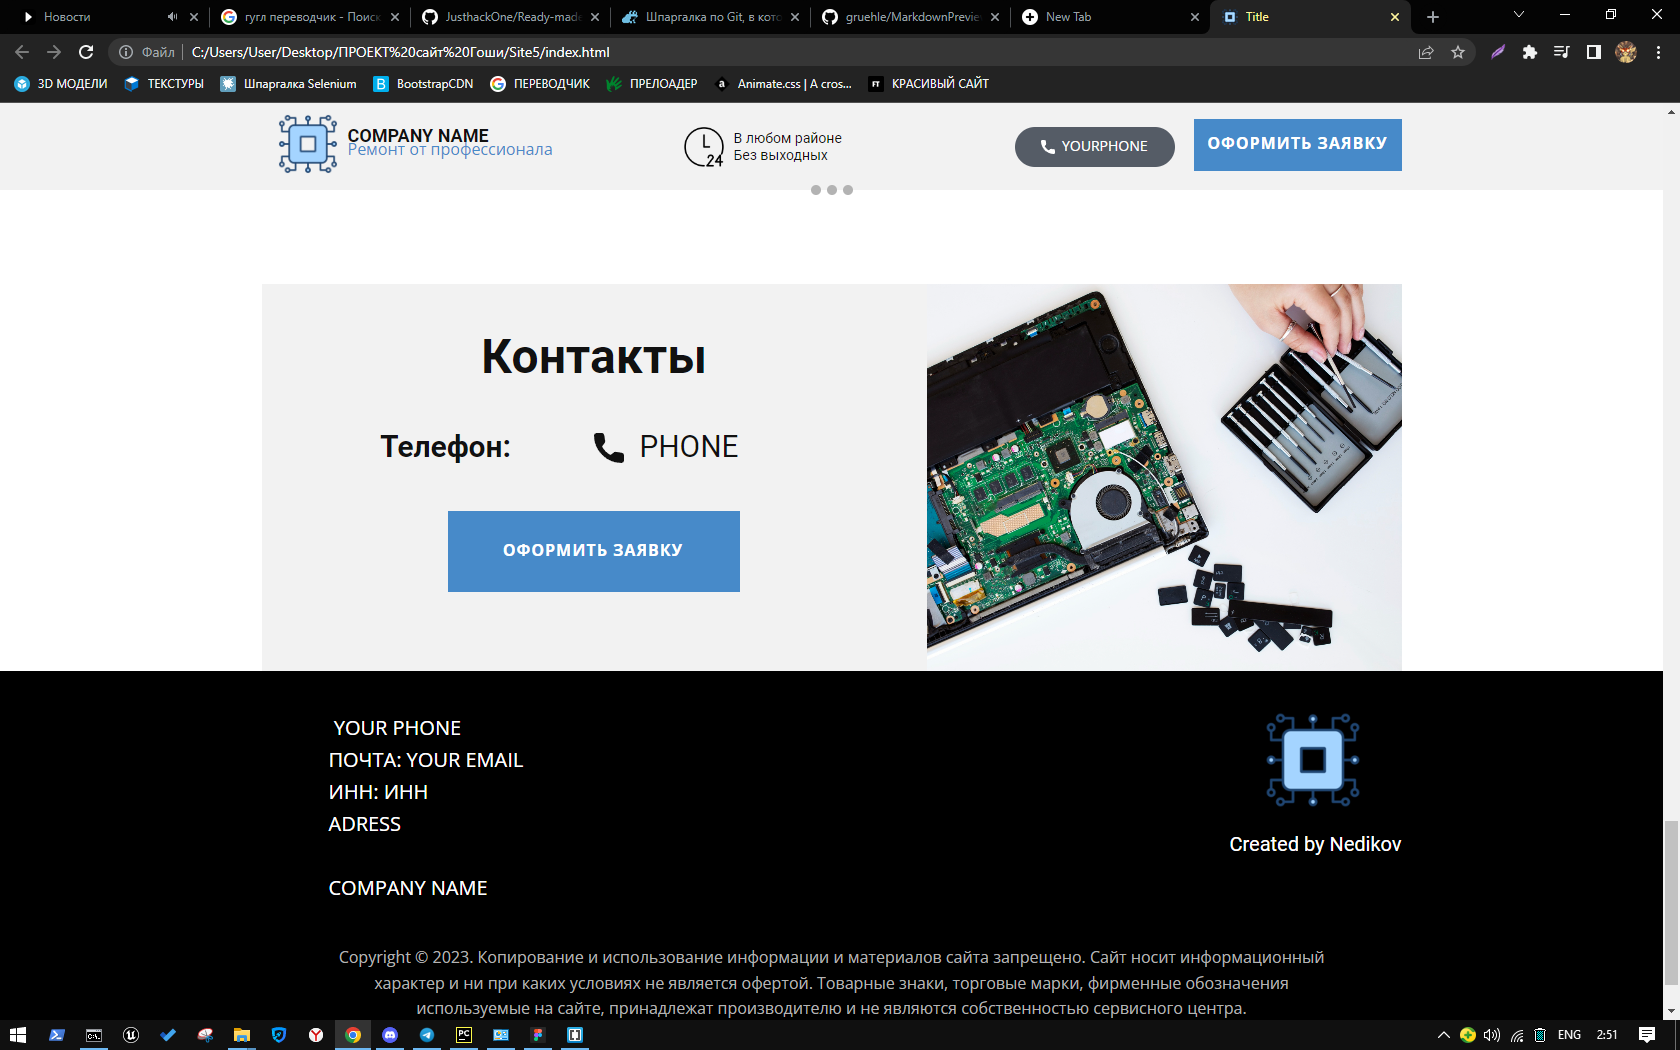 Новости
гугл переводчик - Поиск
JusthackOne/Ready-made
Шпаргалка по Git, в кото
gruehle/MarkdownPreview
New Tab
Title
Файл
C:/Users/User/Desktop/ПРОЕКТ%20сайт%20Гоши/Site5/index.html
3D МОДЕЛИ
ТЕКСТУРЫ
Шпаргалка Selenium
BootstrapCDN
ПЕРЕВОДЧИК
ПРЕЛОАДЕР
Animate.css | A cros...
КРАСИВЫЙ САЙТ
COMPANY NAME
Ремонт от профессионала
24
В любом районе
Без выходных
YOURPHONE
ОФОРМИТЬ ЗАЯВКУ
Контакты
Телефон:
PHONE
ОФОРМИТЬ ЗАЯВКУ
YOUR PHONE
ПОЧТА: YOUR EMAIL
ИНН: ИНН
ADRESS
COMPANY NAME
Created by Nedikov
Copyright © 2023. Копирование и использование информации и материалов сайта запрещено. Сайт носит информационный
характер и ни при каких условиях не является офертой. Товарные знаки, торговые марки, фирменные обозначения
используемые на сайте, принадлежат производителю и не являются собственностью сервисного центра.
ENG
2:51